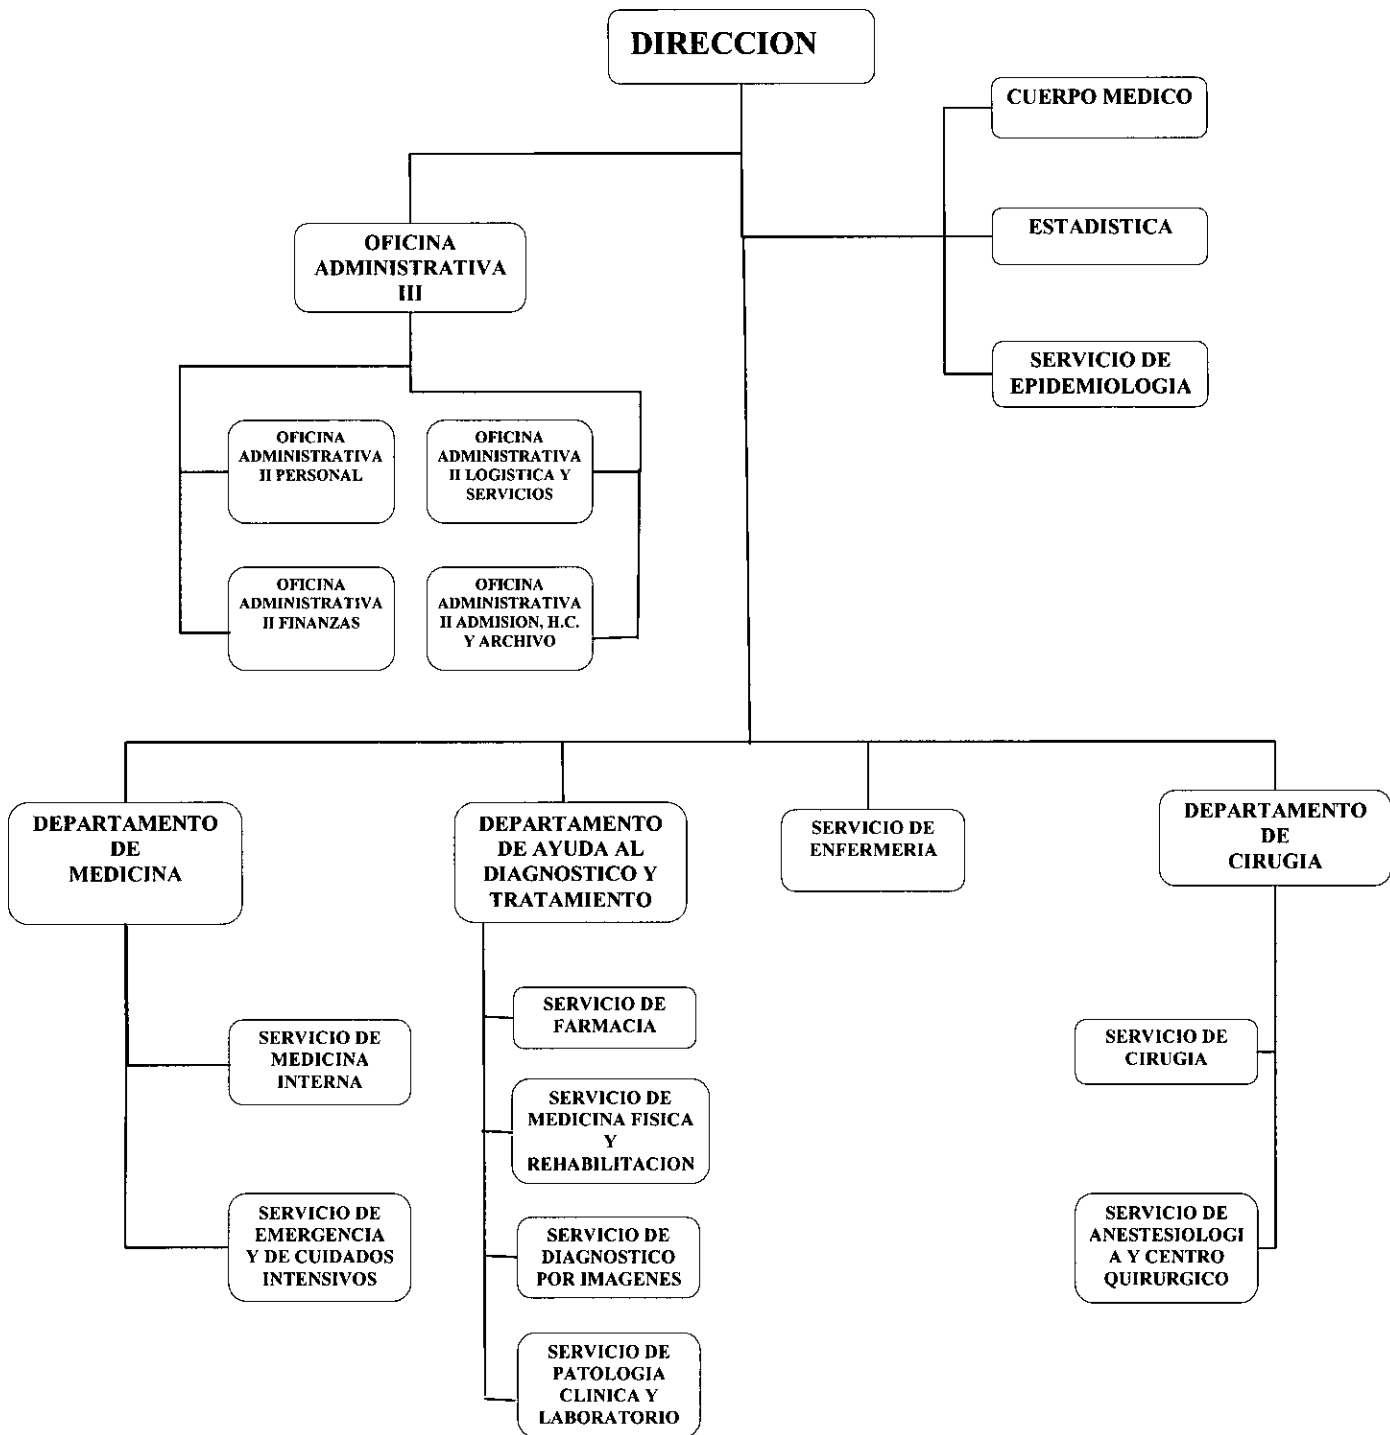 DIRECCION
CUERPO MEDICO
ESTADISTICA
SERVICIO DE
EPIDEMIOLOGIA
OFICINA
ADMINISTRATIVA
III
OFICINA
ADMINISTRATIVA
II PERSONAL
OFICINA
ADMINISTRATIVA
II LOGISTICA Y
SERVICIOS
OFICINA
ADMINISTRATIVA
II FINANZAS
OFICINA
ADMINISTRATIVA
II ADMISION, H.C.
Y ARCHIVO
DEPARTAMENTO
DE
MEDICINA
DEPARTAMENTO
DE AYUDA AL
DIAGNOSTICO Y
TRATAMIENTO
SERVICIO DE
ENFERMERIA
DEPARTAMENTO
DE
CIRUGIA
SERVICIO DE
MEDICINA
INTERNA
SERVICIO DE
EMERGENCIA
Y DE CUIDADOS
INTENSIVOS
SERVICIO DE
FARMACIA
SERVICIO DE
MEDICINA FISICA
Y
REHABILITACION
SERVICIO DE
DIAGNOSTICO
POR IMAGENES
SERVICIO DE
PATOLOGIA
CLINICA Y
LABORATORIO
SERVICIO DE
CIRUGIA
SERVICIO DE
ANESTESIOLOGI
A Y CENTRO
QUIRURGICO